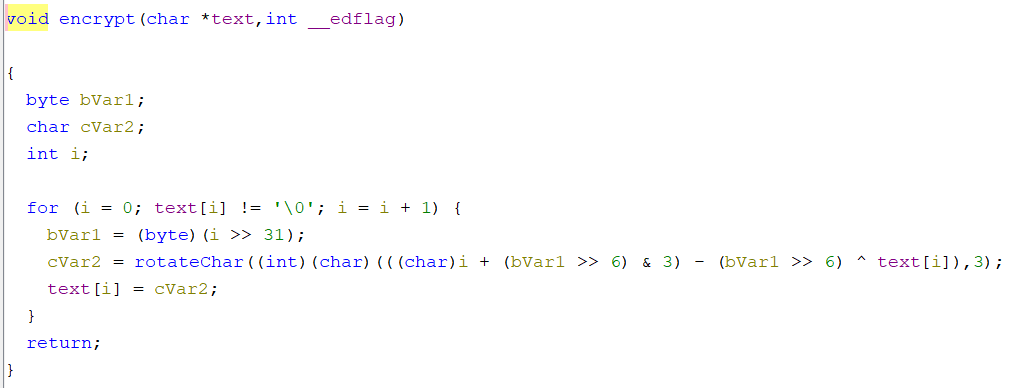 void encrypt(char *text,int __edflag)
{
byte bVar1;
char cVar2;
int i;
for (i = 0; text[i] != '\0'; i = i + 1) {
bVar1 = (byte)(i >> 31);
cVar2 = rotateChar((int)(char)(((char)i + (bVar1 >> 6) & 3) - (bVar1 >> 6) ^ text[i]),3);
text[i] = cVar2;
}
return;
}